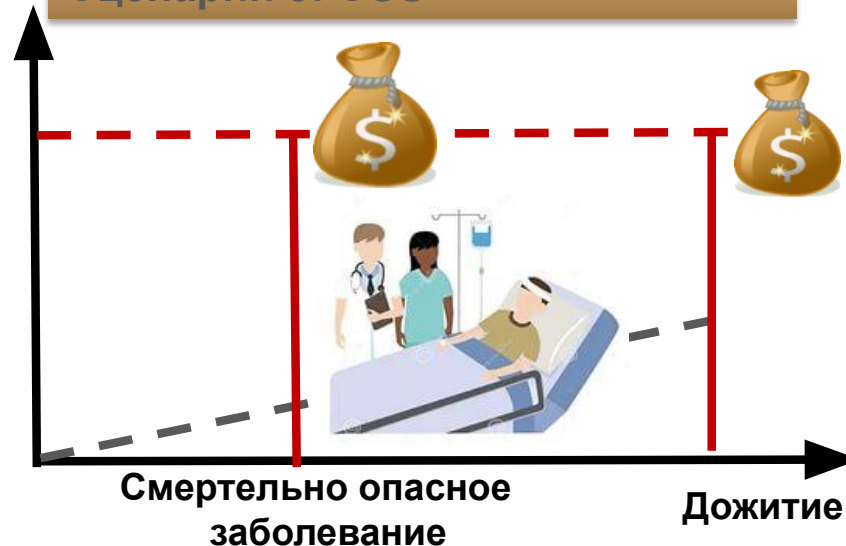 Смертельно опасное
заболевание
Дожитие
$
$